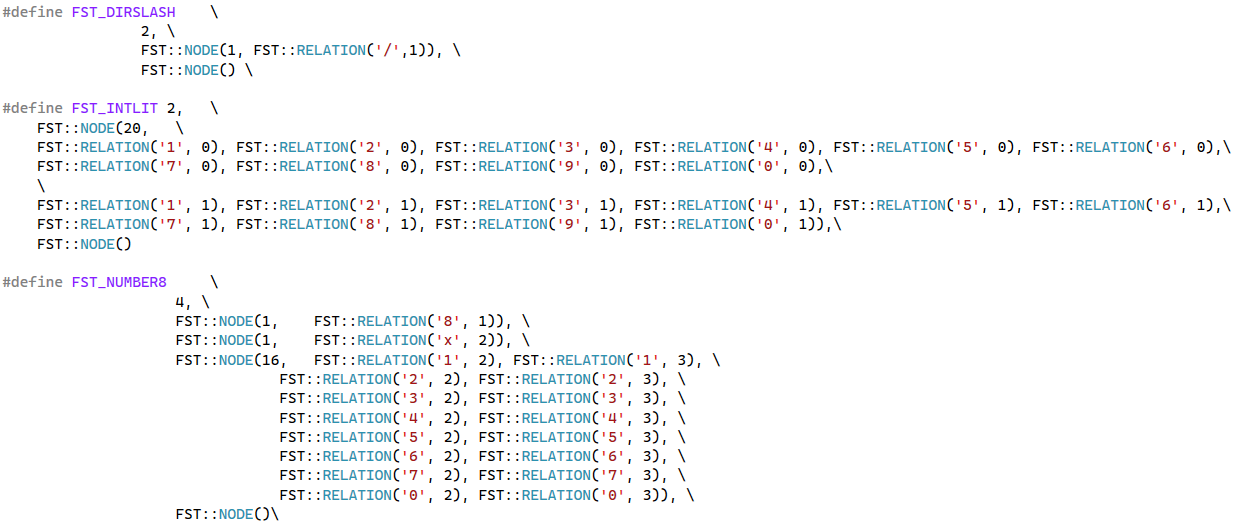 #define FST_DIRSLASH    \
                2, \
                FST::NODE(1, FST::RELATION('/',1)), \
                FST::NODE() \
#define FST_INTLIT 2,   \
    FST::NODE(20,   \
    FST::RELATION('1', 0), FST::RELATION('2', 0), FST::RELATION('3', 0), FST::RELATION('4', 0), FST::RELATION('5', 0), FST::RELATION('6', 0),\
    FST::RELATION('7', 0), FST::RELATION('8', 0), FST::RELATION('9', 0), FST::RELATION('0', 0),\
    \
    FST::RELATION('1', 1), FST::RELATION('2', 1), FST::RELATION('3', 1), FST::RELATION('4', 1), FST::RELATION('5', 1), FST::RELATION('6', 1),\
    FST::RELATION('7', 1), FST::RELATION('8', 1), FST::RELATION('9', 1), FST::RELATION('0', 1)),\
    FST::NODE()
#define FST_NUMBER8     \
                    4, \
                    FST::NODE(1,    FST::RELATION('8', 1)), \
                    FST::NODE(1,    FST::RELATION('x', 2)), \
                    FST::NODE(16,   FST::RELATION('1', 2), FST::RELATION('1', 3), \
                                FST::RELATION('2', 2), FST::RELATION('2', 3), \
                                FST::RELATION('3', 2), FST::RELATION('3', 3), \
                                FST::RELATION('4', 2), FST::RELATION('4', 3), \
                                FST::RELATION('5', 2), FST::RELATION('5', 3), \
                                FST::RELATION('6', 2), FST::RELATION('6', 3), \
                                FST::RELATION('7', 2), FST::RELATION('7', 3), \
                                FST::RELATION('0', 2), FST::RELATION('0', 3)), \
                    FST::NODE()\